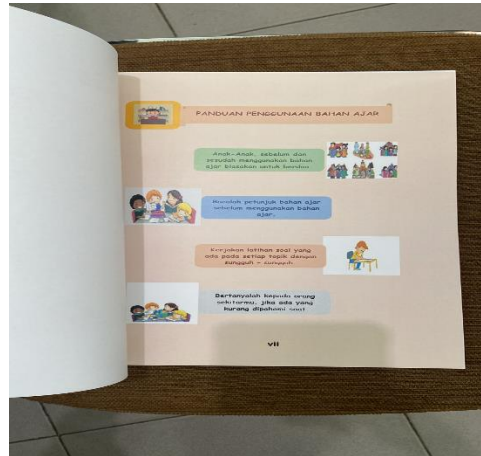 PANDUAN PENGGUNAAN BAHAN AJAR
Anak-Anak, sebelum dan
sesudah menggunakan bahan
ajar biasakan untuk berdoa
Bacalah petunjuk bahan ajar
sebelum menggunakan bahan
ajar.
Kerjakan latihan soal yang
ada pada setiap topik dengan
sungguh - sungguh
Bertanyalah kepada orang
sekitarmu, jika ada yang
kurang dipahami
vii